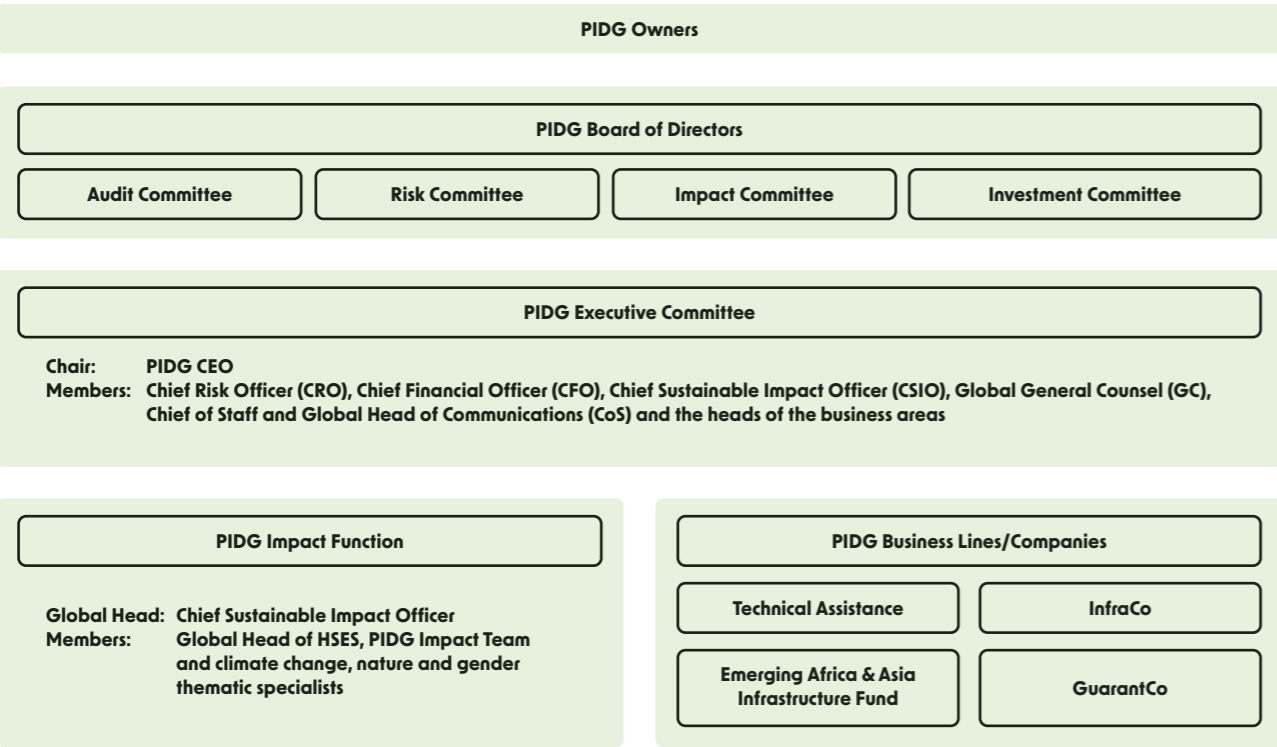 PIDG Owners
PIDG Board of Directors
Audit Committee
Risk Committee
Impact Committee
Investment Committee
PIDG Executive Committee
Chair: PIDG CEO
Members: Chief Risk Officer (CRO), Chief Financial Officer (CFO), Chief Sustainable Impact Officer (CSIO), Global General Counsel (GC),
Chief of Staff and Global Head of Communications (CoS) and the heads of the business areas
PIDG Impact Function
Global Head: Chief Sustainable Impact Officer
Members: Global Head of HSES, PIDG Impact Team
and climate change, nature and gender
thematic specialists
PIDG Business Lines/Companies
Technical Assistance
InfraCo
Emerging Africa & Asia
Infrastructure Fund
GuarantCo